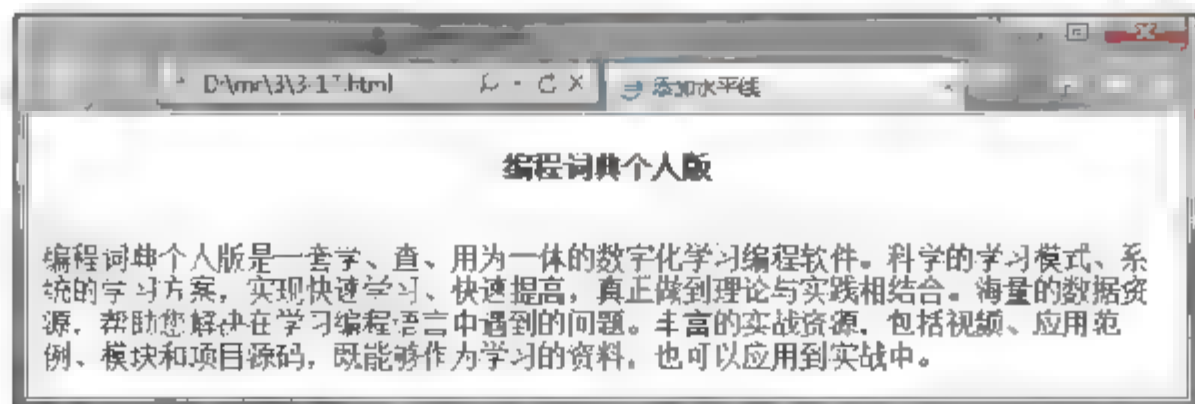 D:\mr\3\3-1 .html
添加水平线
编程词典个人版
编程词典个人版是一套学、查、用为一体的数字化学习编程软件。科学的学习模式、系
统的学习方案，实现快速学习、快速提高，真正做到理论与实践相结合。海量的数据资
源，帮助您解决在学习编程语言中遇到的问题。丰富的实战资源，包括视频、应用范
例、模块和项目源码，既能够作为学习的资料，也可以应用到实战中。